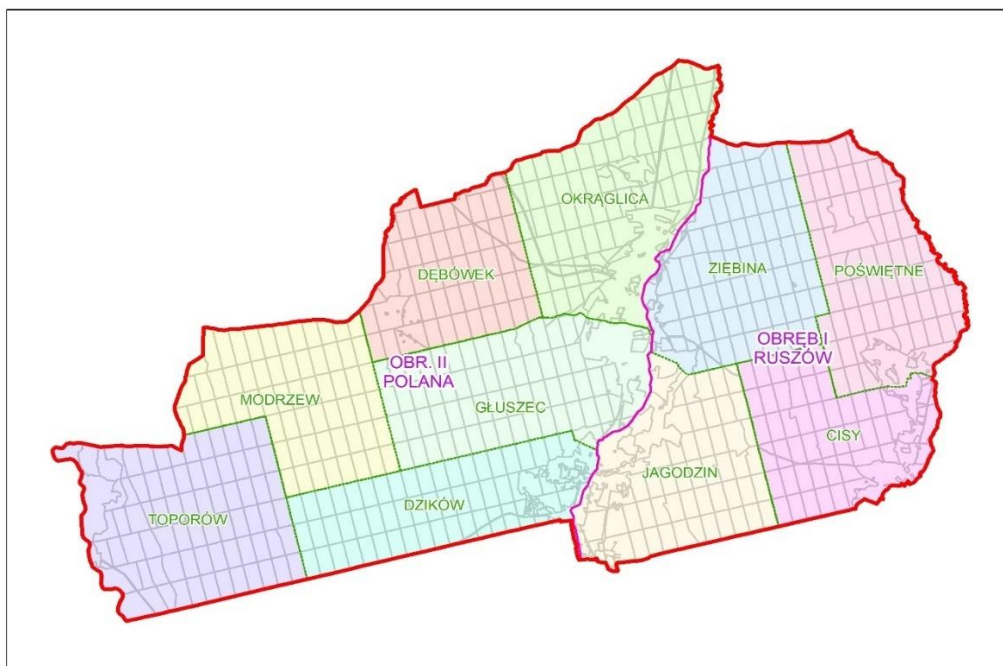 OKRĄGLICA
DĘBÓWEK
ZIĘBINA
POŚWIĘTNE
OBRĘB I
RUSZÓW
OBR. II
POLANA
MODRZEW
GŁUSZEC
CISY
JAGODZIN
DZIKÓW
TOPORÓW